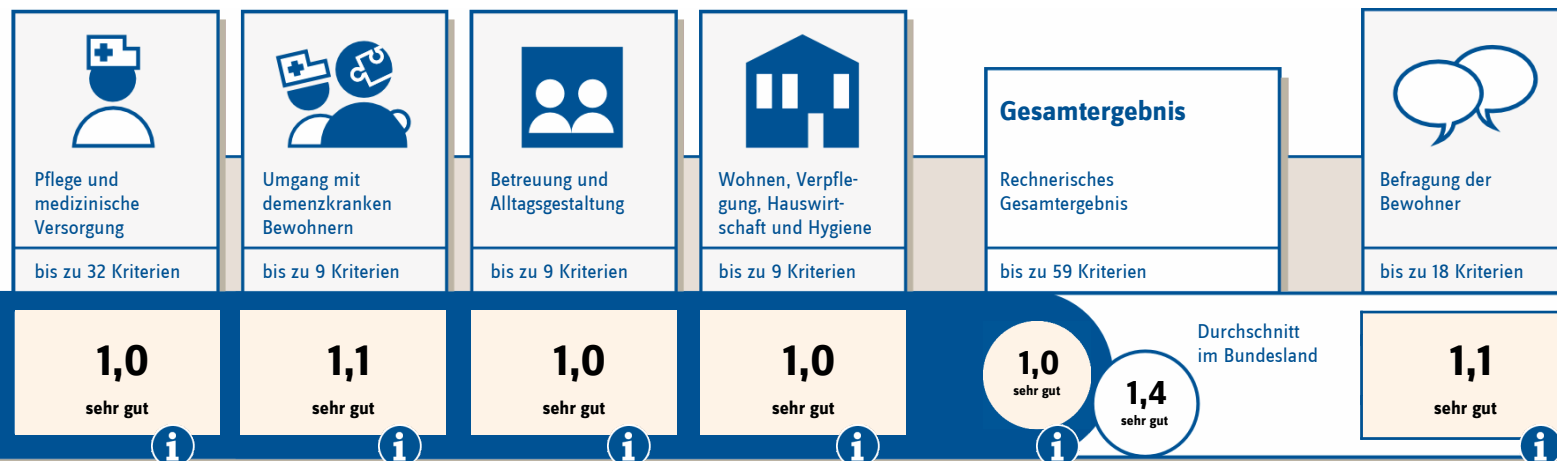 Pflege und
medizinische
Versorgung
bis zu 32 Kriterien
1,0
sehr gut
i
Umgang mit
demenzkranken
Bewohnern
bis zu 9 Kriterien
1,1
sehr gut
i
Betreuung und
Alltagsgestaltung
bis zu 9 Kriterien
1,0
sehr gut
i
Wohnen, Verpfle-
gung, Hauswirt-
schaft und Hygiene
bis zu 9 Kriterien
1,0
sehr gut
i
Gesamtergebnis
Rechnerisches
Gesamtergebnis
bis zu 59 Kriterien
1,0
sehr gut
i
1,4
sehr gut
Durchschnitt
im Bundesland
Befragung der
Bewohner
bis zu 18 Kriterien
1,1
sehr gut
i